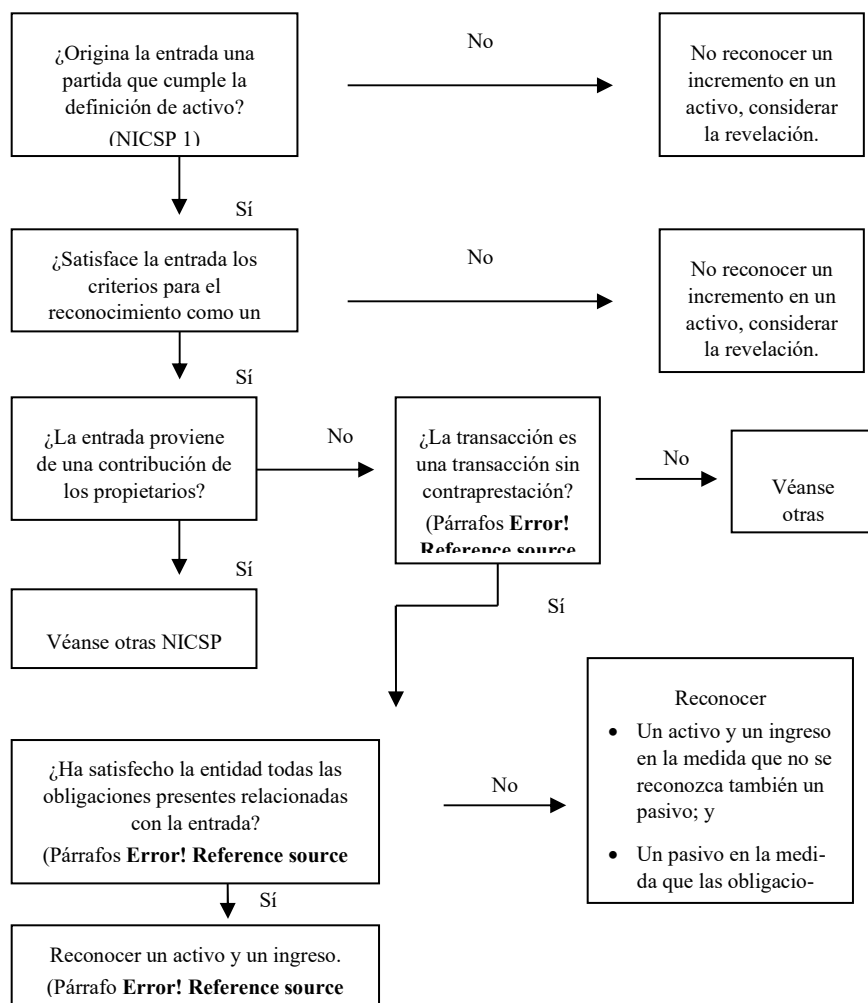 ¿Origina la entrada una
partida que cumple la
definición de activo?
(NICSP 1)
No
No reconocer un
incremento en un
activo, considerar
la revelación.
Sí
¿Satisface la entrada los
criterios para el
reconocimiento como un
No
No reconocer un
incremento en un
activo, considerar
la revelación.
Sí
¿La entrada proviene
de una contribución de
los propietarios?
No
¿La transacción es
una transacción sin
contraprestación?
(Párrafos Error!
Reference source
No
Véanse
otras
Sí
Véanse otras NICSP
Sí
¿Ha satisfecho la entidad todas las
obligaciones presentes relacionadas
con la entrada?
(Párrafos Error! Reference source
No
Reconocer
• Un activo y un ingreso
en la medida que no se
reconozca también un
pasivo; y
• Un pasivo en la medi-
da que las obligacio-
Sí
Reconocer un activo y un ingreso.
(Párrafo Error! Reference source